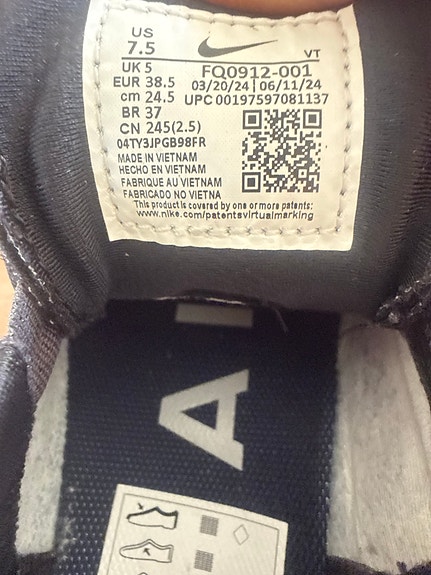 US
7.5
VT
UK 5
FQ0912-001
EUR 38.5
03/20/24 | 06/11/24
cm 24.5
UPC 00197597081137
BR 37
CN 245(2.5)
04TY3JPGB98FR
MADE IN VIETNAM
HECHO EN VIETNAM
FABRIQUE AU VIETNAM
FABRICADO NO VIETNA
This product is covered by one or more patents:
www.nike.com/patentsvirtualmarking
A